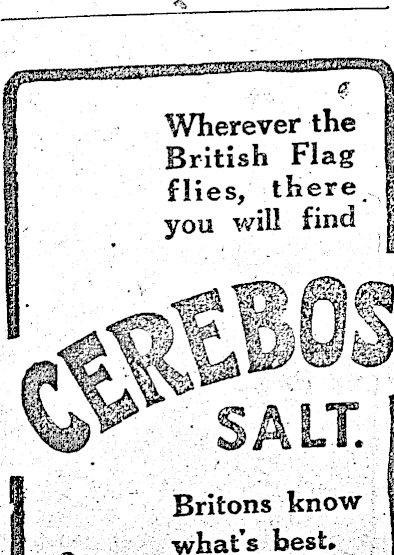 Wherever the
British Flag
flies, there
you will find
CEREBOS
SALT.
Britons know
what's best.